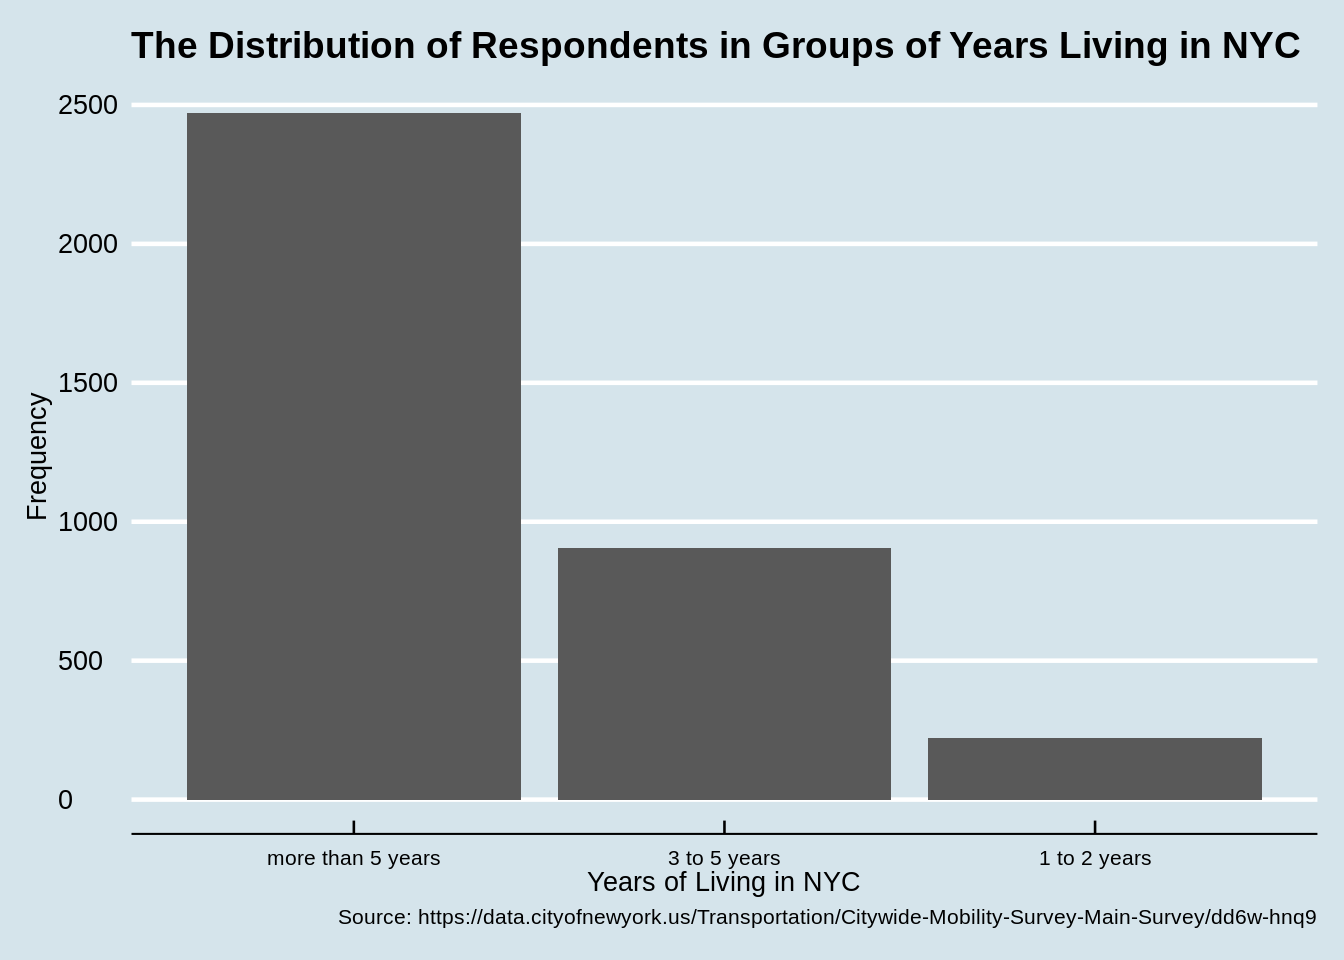 The Distribution of Respondents in Groups of Years Living in NYC
2500
2000
1500
1000
500
0
Frequency
more than 5 years
3 to 5 years
1 to 2 years
Years of Living in NYC
Source: https://data.cityofnewyork.us/Transportation/Citywide-Mobility-Survey-Main-Survey/dd6w-hnq9